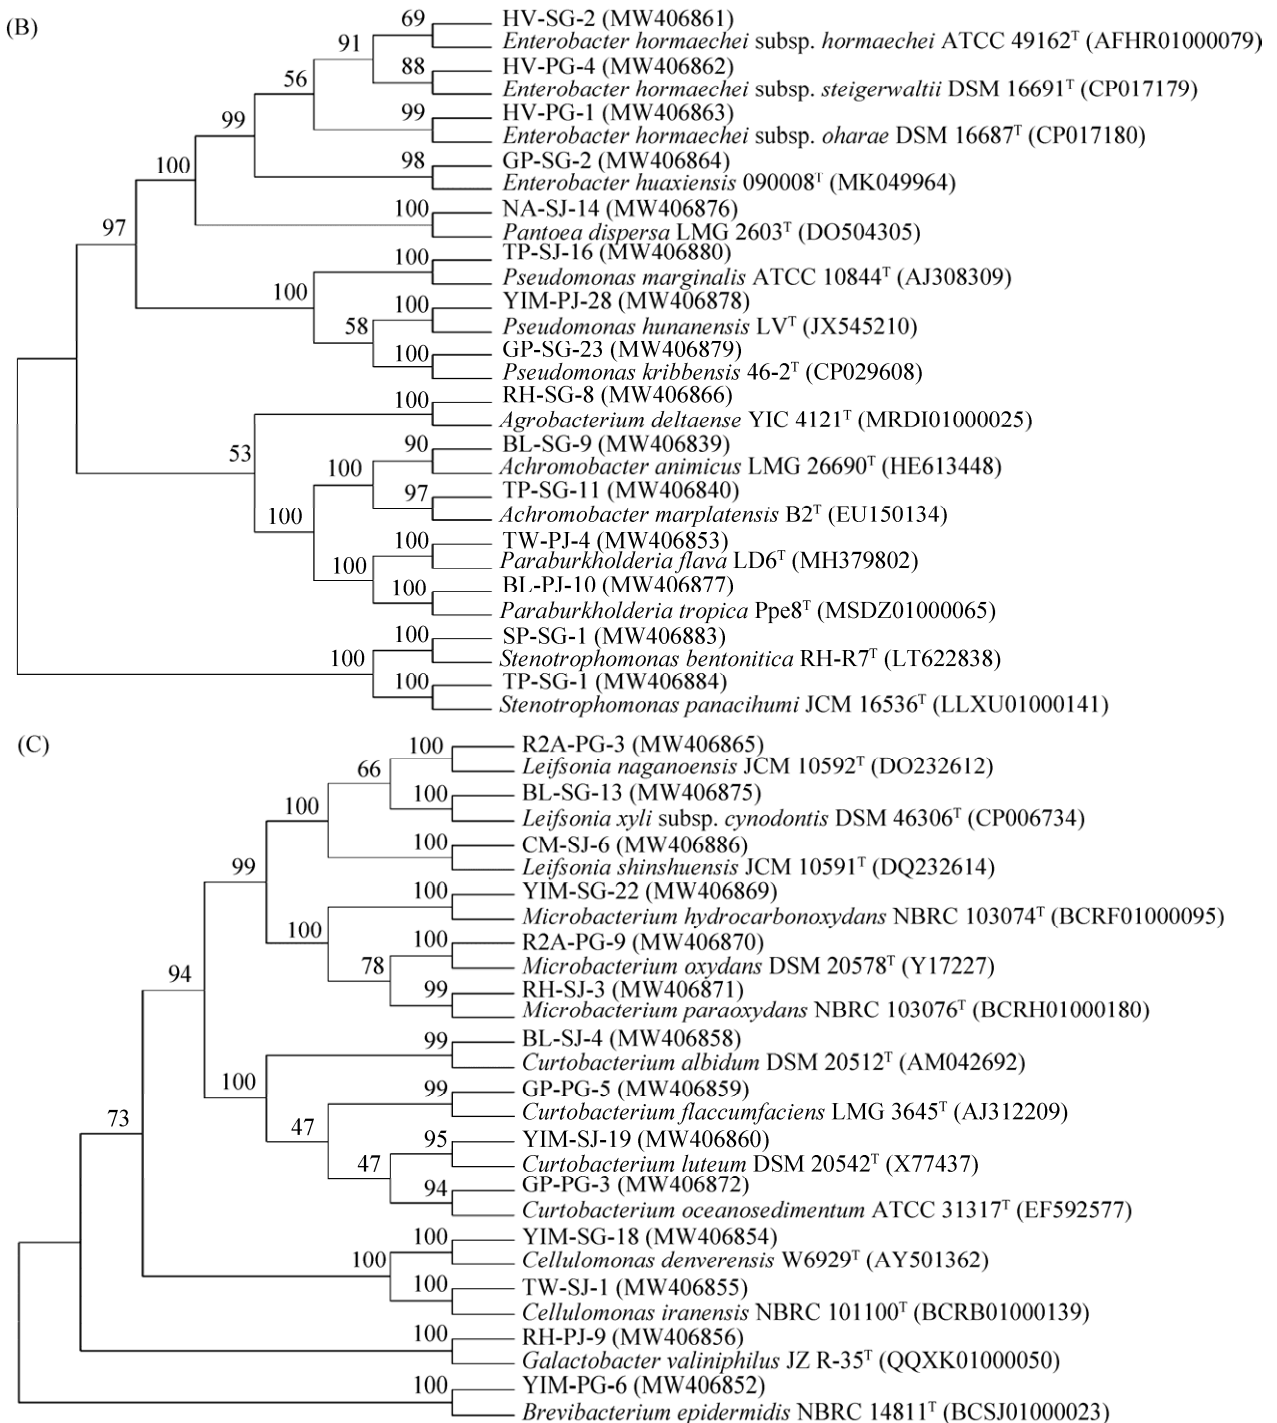 (B)
69 HV-SG-2 (MW406861)
91 Enterobacter hormaechei subsp. hormaechei ATCC 49162ᵀ (AFHR01000079)
88 HV-PG-4 (MW406862)
56 Enterobacter hormaechei subsp. steigerwaltii DSM 16691ᵀ (CP017179)
99 99 HV-PG-1 (MW406863)
Enterobacter hormaechei subsp. oharae DSM 16687ᵀ (CP017180)
100 98 GP-SG-2 (MW406864)
Enterobacter huaxiensis 090008ᵀ (MK049964)
100 NA-SJ-14 (MW406876)
97 Pantoea dispersa LMG 2603ᵀ (DO504305)
100 TP-SJ-16 (MW406880)
100 Pseudomonas marginalis ATCC 10844ᵀ (AJ308309)
100 YIM-PJ-28 (MW406878)
58 Pseudomonas hunanensis LVᵀ (JX545210)
100 GP-SG-23 (MW406879)
Pseudomonas kribbensis 46-2ᵀ (CP029608)
100 RH-SG-8 (MW406866)
Agrobacterium deltaense YIC 4121ᵀ (MRDI01000025)
53 90 BL-SG-9 (MW406839)
100 Achromobacter animicus LMG 26690ᵀ (HE613448)
97 TP-SG-11 (MW406840)
100 Achromobacter marplatensis B2ᵀ (EU150134)
100 TW-PJ-4 (MW406853)
100 Paraburkholderia flava LD6ᵀ (MH379802)
100 BL-PJ-10 (MW406877)
Paraburkholderia tropica Ppe8ᵀ (MSDZ01000065)
100 SP-SG-1 (MW406883)
100 Stenotrophomonas bentonitica RH-R7ᵀ (LT622838)
100 TP-SG-1 (MW406884)
Stenotrophomonas panacihumi JCM 16536ᵀ (LLXU01000141)
(C)
100 R2A-PG-3 (MW406865)
66 Leifsonia naganoensis JCM 10592ᵀ (DO232612)
100 BL-SG-13 (MW406875)
100 Leifsonia xyli subsp. cynodontis DSM 46306ᵀ (CP006734)
100 CM-SJ-6 (MW406886)
99 Leifsonia shinshuensis JCM 10591ᵀ (DQ232614)
100 YIM-SG-22 (MW406869)
100 Microbacterium hydrocarbonoxydans NBRC 103074ᵀ (BCRF01000095)
100 R2A-PG-9 (MW406870)
94 78 Microbacterium oxydans DSM 20578ᵀ (Y17227)
99 RH-SJ-3 (MW406871)
Microbacterium paraoxydans NBRC 103076ᵀ (BCRH01000180)
99 BL-SJ-4 (MW406858)
Curtobacterium albidum DSM 20512ᵀ (AM042692)
100 99 GP-PG-5 (MW406859)
73 Curtobacterium flaccumfaciens LMG 3645ᵀ (AJ312209)
47 95 YIM-SJ-19 (MW406860)
47 Curtobacterium luteum DSM 20542ᵀ (X77437)
94 GP-PG-3 (MW406872)
Curtobacterium oceanosedimentum ATCC 31317ᵀ (EF592577)
100 YIM-SG-18 (MW406854)
100 Cellulomonas denverensis W6929ᵀ (AY501362)
100 TW-SJ-1 (MW406855)
Cellulomonas iranensis NBRC 101100ᵀ (BCRB01000139)
100 RH-PJ-9 (MW406856)
Galactobacter valiniphilus JZ R-35ᵀ (QQXK01000050)
100 YIM-PG-6 (MW406852)
Brevibacterium epidermidis NBRC 14811ᵀ (BCSJ01000023)